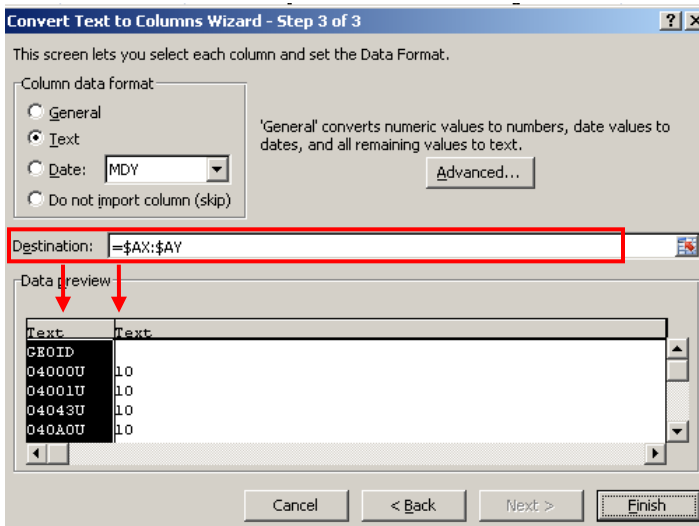 Convert Text to Columns Wizard - Step 3 of 3
This screen lets you select each column and set the Data Format.
Column data format
General
Text
Date: MDY
Do not import column (skip)
'General' converts numeric values to numbers, date values to
dates, and all remaining values to text.
Advanced...
Destination: =$AX:$AY
Data preview
Text Text
GEOID
04000U 10
04001U 10
04043U 10
040A0U 10
Cancel < Back Next > Finish